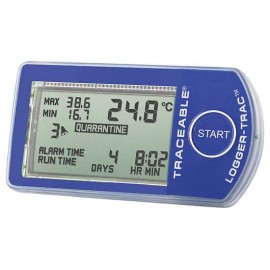 MAX 38.6 24.8 °C
MIN 16.7
3 QUARANTINE
ALARM TIME
RUN TIME 4 8:02
DAYS HR MIN
TRACEABLE®
START
LOGGER-TRAC™